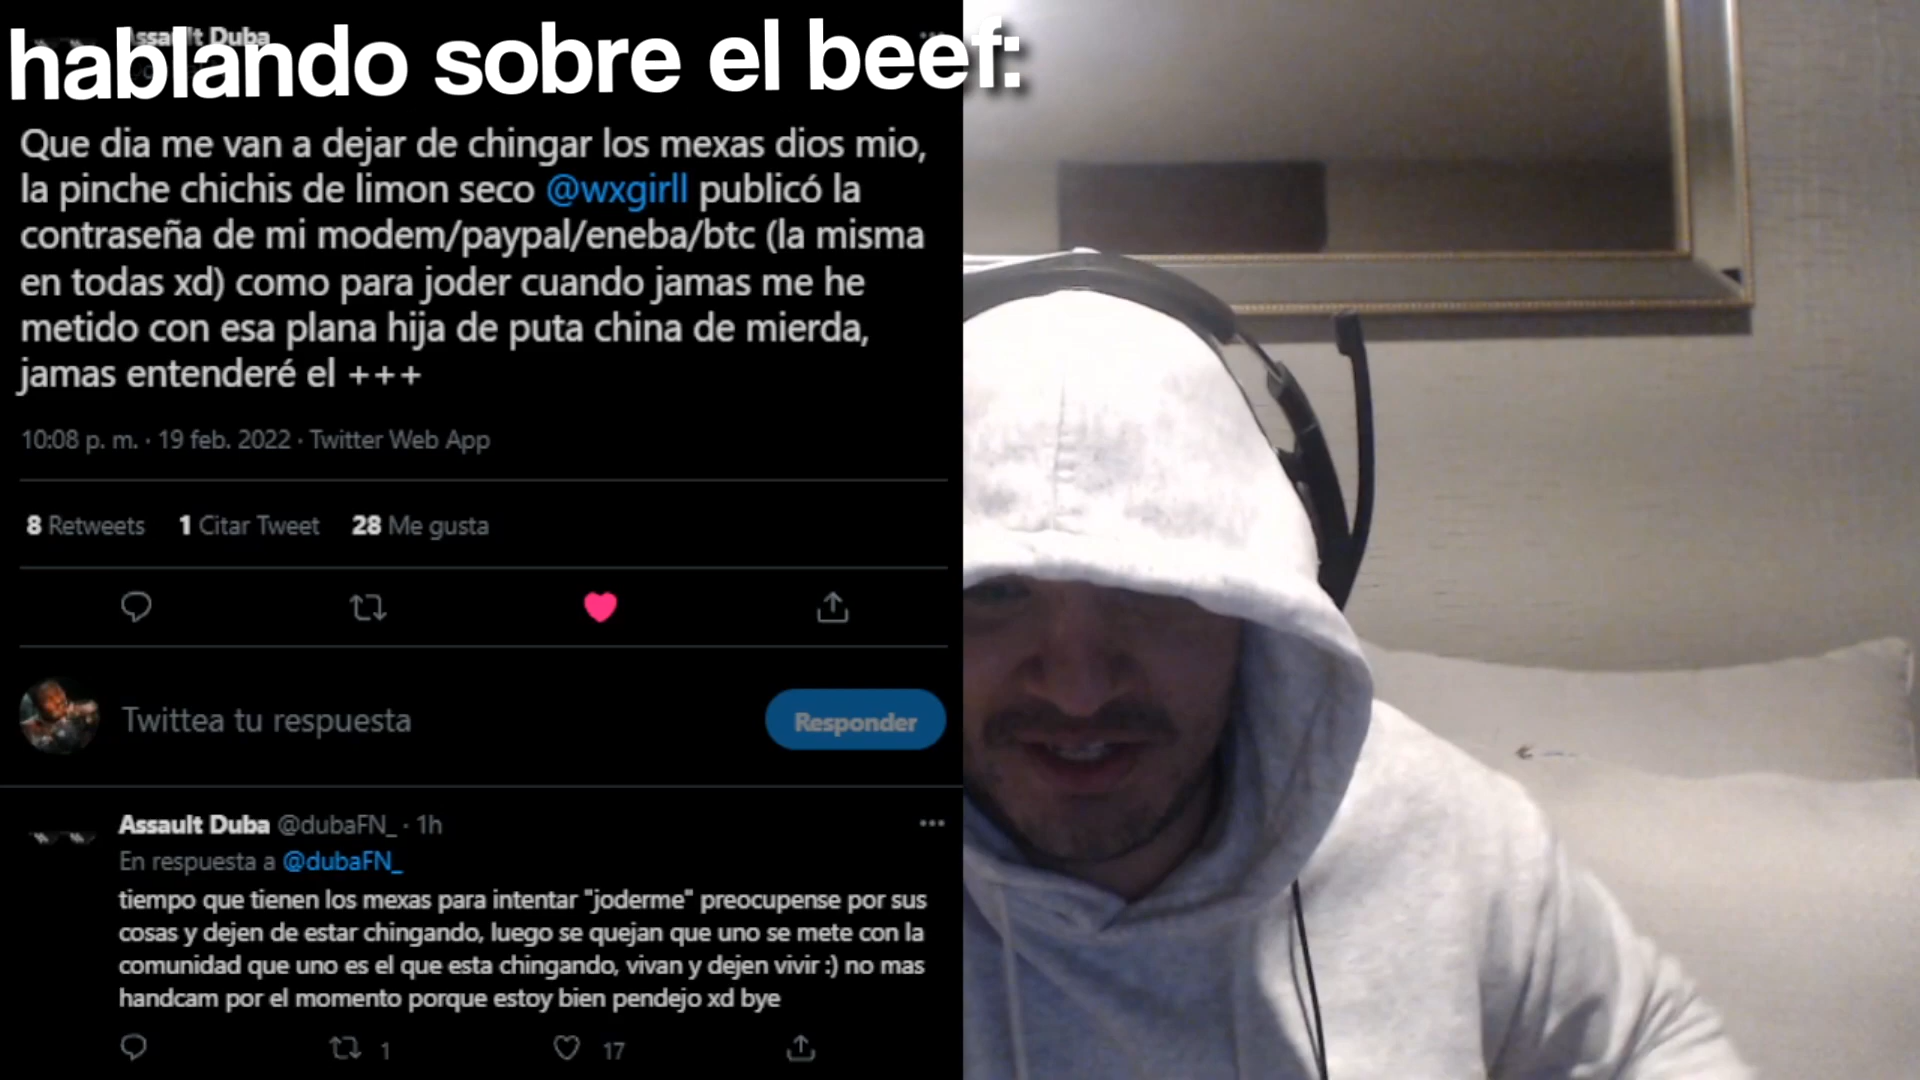 hablando sobre el beef:
Assault Duba
Que dia me van a dejar de chingar los mexas dios mio,
la pinche chichis de limon seco @wxgirll publicó la
contraseña de mi modem/paypal/eneba/btc (la misma
en todas xd) como para joder cuando jamas me he
metido con esa plana hija de puta china de mierda,
jamas entenderé el +++
10:08 p. m. · 19 feb. 2022 · Twitter Web App
8 Retweets 1 Citar Tweet 28 Me gusta
Twittea tu respuesta
Responder
Assault Duba @dubaFN_ · 1h
En respuesta a @dubaFN_
tiempo que tienen los mexas para intentar "joderme" preocupense por sus
cosas y dejen de estar chingando, luego se quejan que uno se mete con la
comunidad que uno es el que esta chingando, vivan y dejen vivir :) no mas
handcam por el momento porque estoy bien pendejo xd bye
1 17